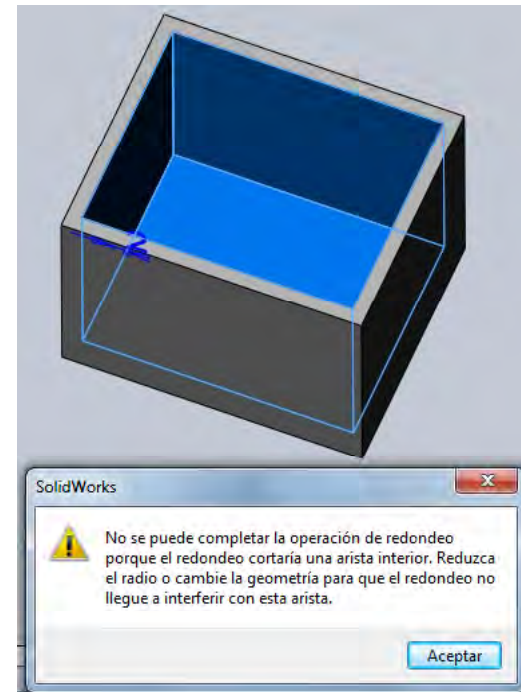 SolidWorks
No se puede completar la operación de redondeo
porque el redondeo cortaría una arista interior. Reduzca
el radio o cambie la geometría para que el redondeo no
llegue a interferir con esta arista.
Aceptar